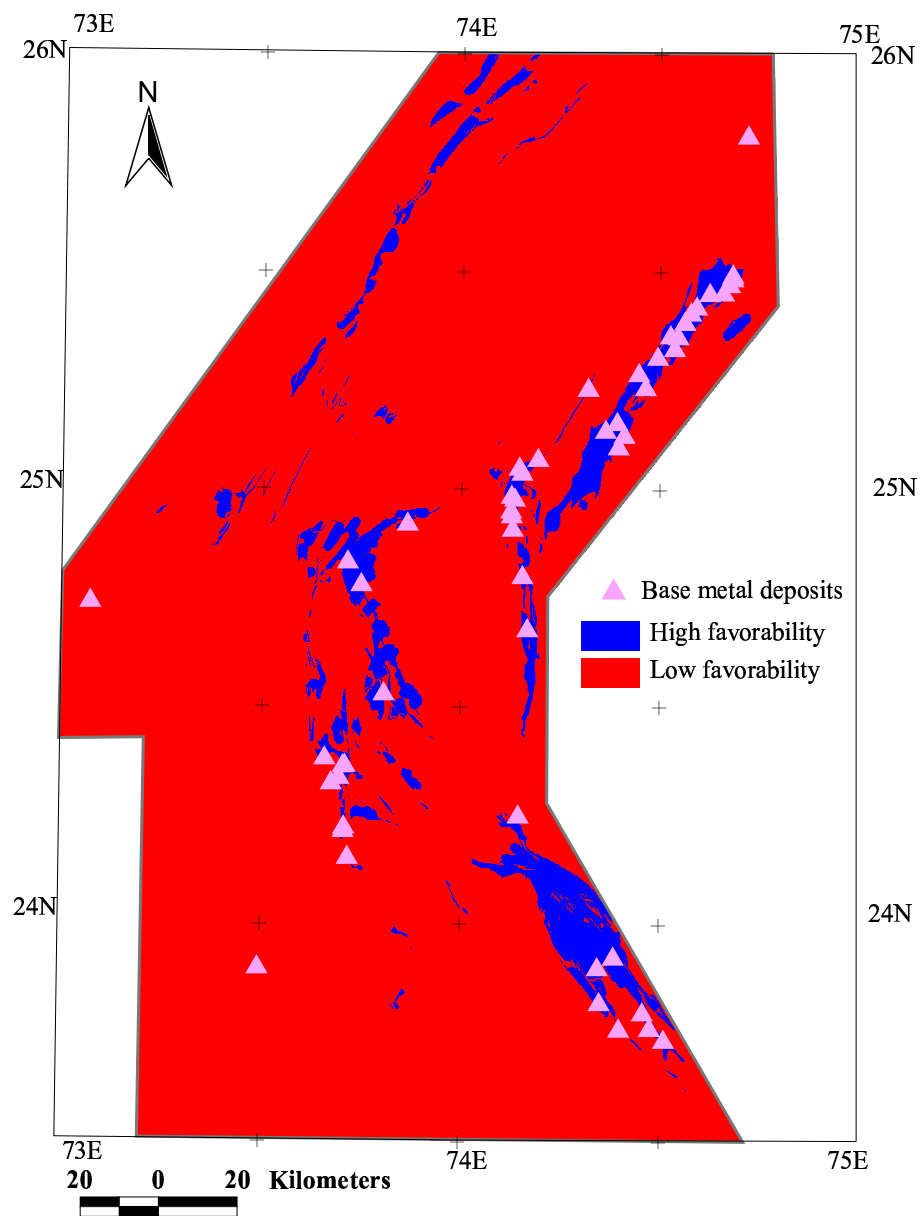 73E 74E 75E
26N 26N
N
25N 25N
Base metal deposits
High favorability
Low favorability
24N 24N
73E 74E 75E
20 0 20 Kilometers